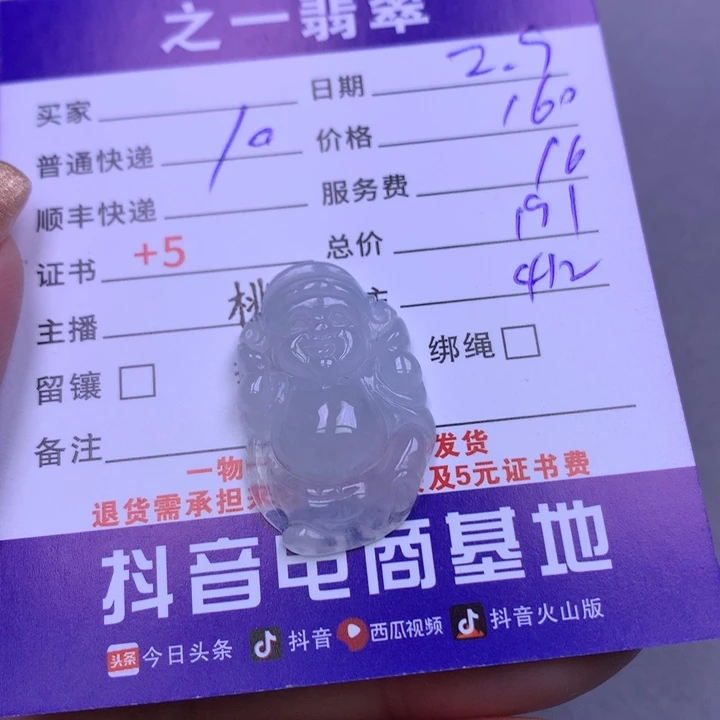 之一翡翠
买家 日期 2.5
普通快递 10 价格 160
顺丰快递 服务费 16
证书 +5 总价 191
主播 桃 412
留镶 □ 绑绳 □
备注
一物 发货
退货需承担 及5元证书费
抖音电商基地
头条 今日头条 抖音 西瓜视频 抖音火山版